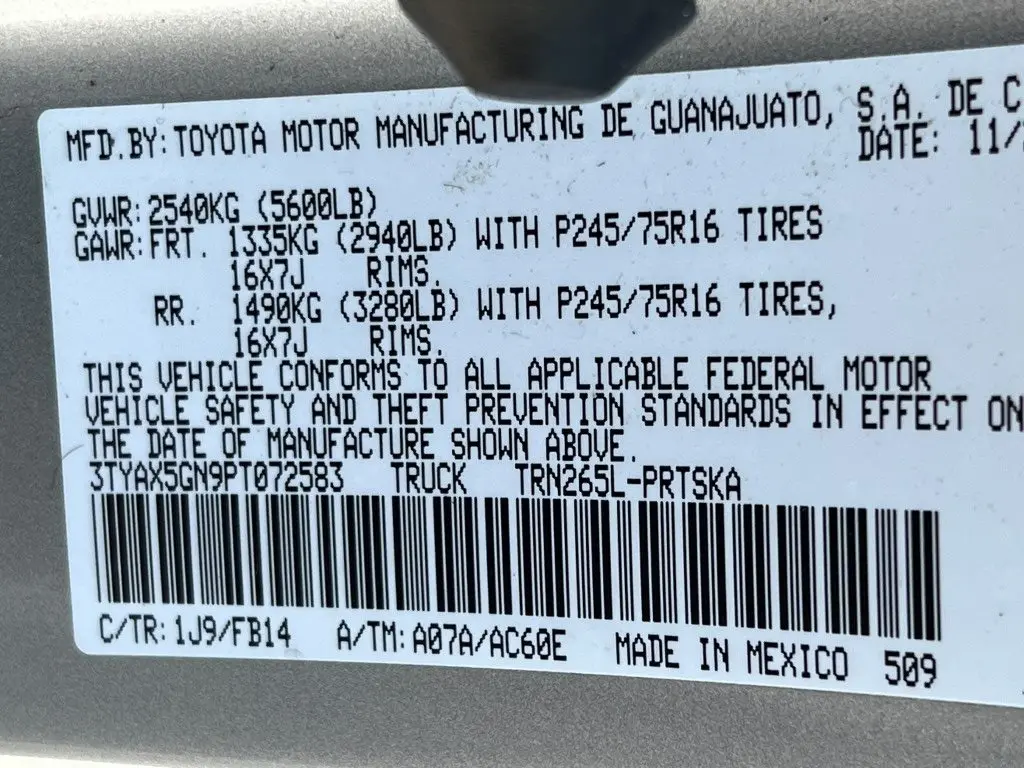 MFD.BY: TOYOTA MOTOR MANUFACTURING DE GUANAJUATO, S.A. DE C
DATE: 11/
GVWR: 2540KG (5600LB)
GAWR: FRT. 1335KG (2940LB) WITH P245/75R16 TIRES
16X7J RIMS.
RR. 1490KG (3280LB) WITH P245/75R16 TIRES,
16X7J RIMS.
THIS VEHICLE CONFORMS TO ALL APPLICABLE FEDERAL MOTOR
VEHICLE SAFETY AND THEFT PREVENTION STANDARDS IN EFFECT ON
THE DATE OF MANUFACTURE SHOWN ABOVE.
3TYAX5GN9PT072583 TRUCK TRN265L-PRTSKA
C/TR: 1J9/FB14 A/TM: A07A/AC60E MADE IN MEXICO 509